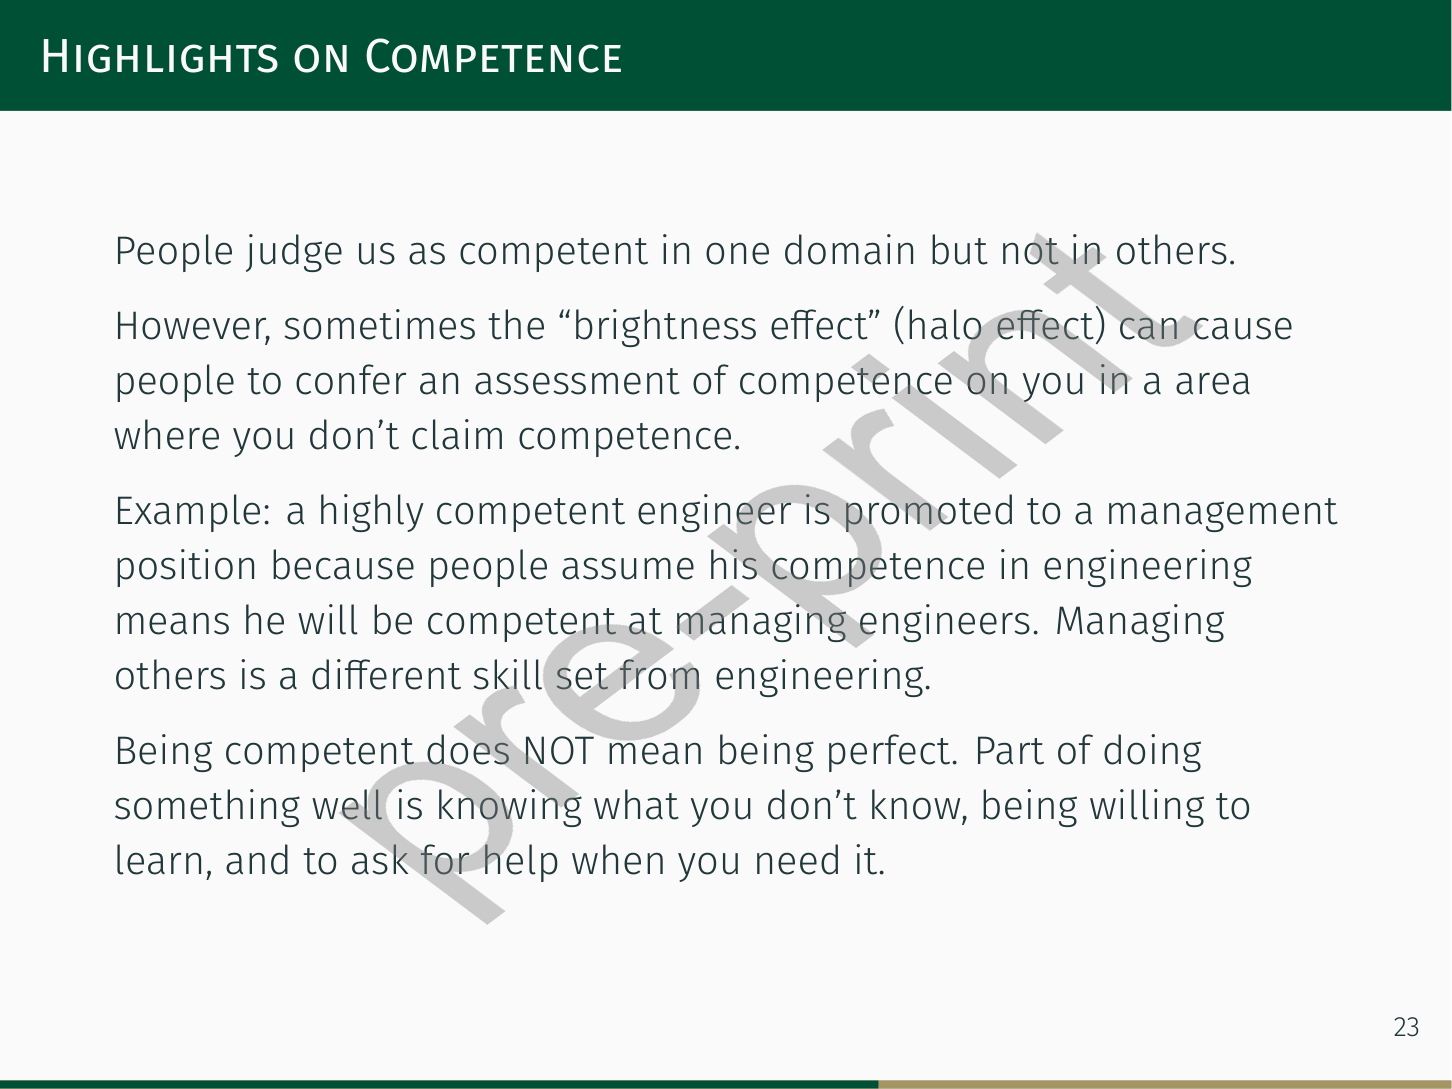 Highlights on Competence
People judge us as competent in one domain but not in others.
However, sometimes the “brightness effect” (halo effect) can cause
people to confer an assessment of competence on you in a area
where you don’t claim competence.
Example: a highly competent engineer is promoted to a management
position because people assume his competence in engineering
means he will be competent at managing engineers. Managing
others is a different skill set from engineering.
Being competent does NOT mean being perfect. Part of doing
something well is knowing what you don’t know, being willing to
learn, and to ask for help when you need it.
pre-print
23